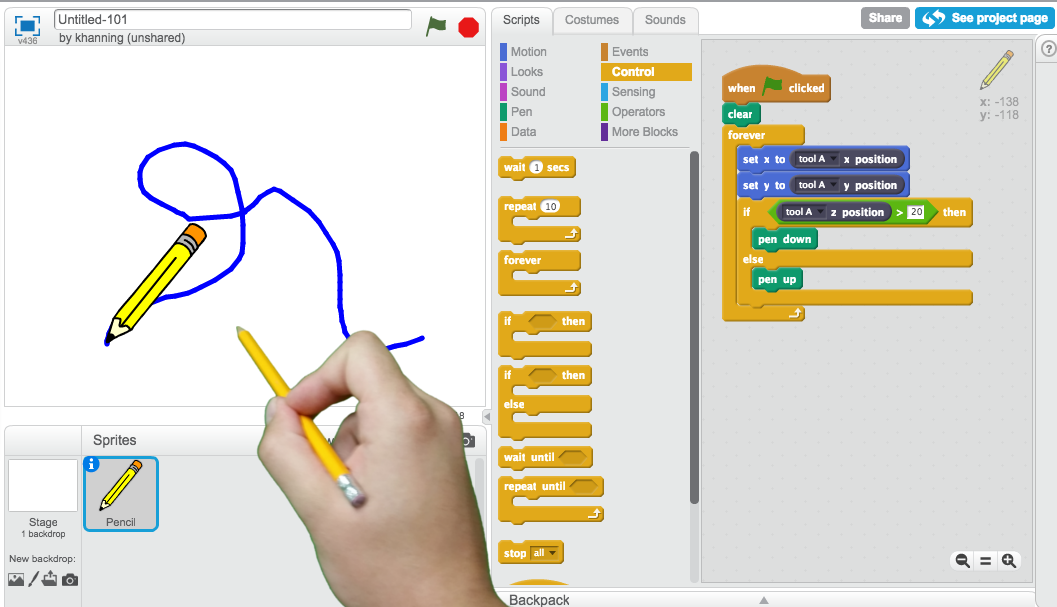 Untitled-101
by khanning (unshared)
v436
Scripts
Costumes
Sounds
Share
See project page
?
Motion
Looks
Sound
Pen
Data
Events
Control
Sensing
Operators
More Blocks
x: -138
y: -118
wait 1 secs
repeat 10
forever
if then
if then
else
wait until
repeat until
stop all
when clicked
clear
forever
set x to tool A x position
set y to tool A y position
if tool A z position > 20 then
pen down
else
pen up
Sprites
Stage
1 backdrop
New backdrop:
i
Pencil
Backpack